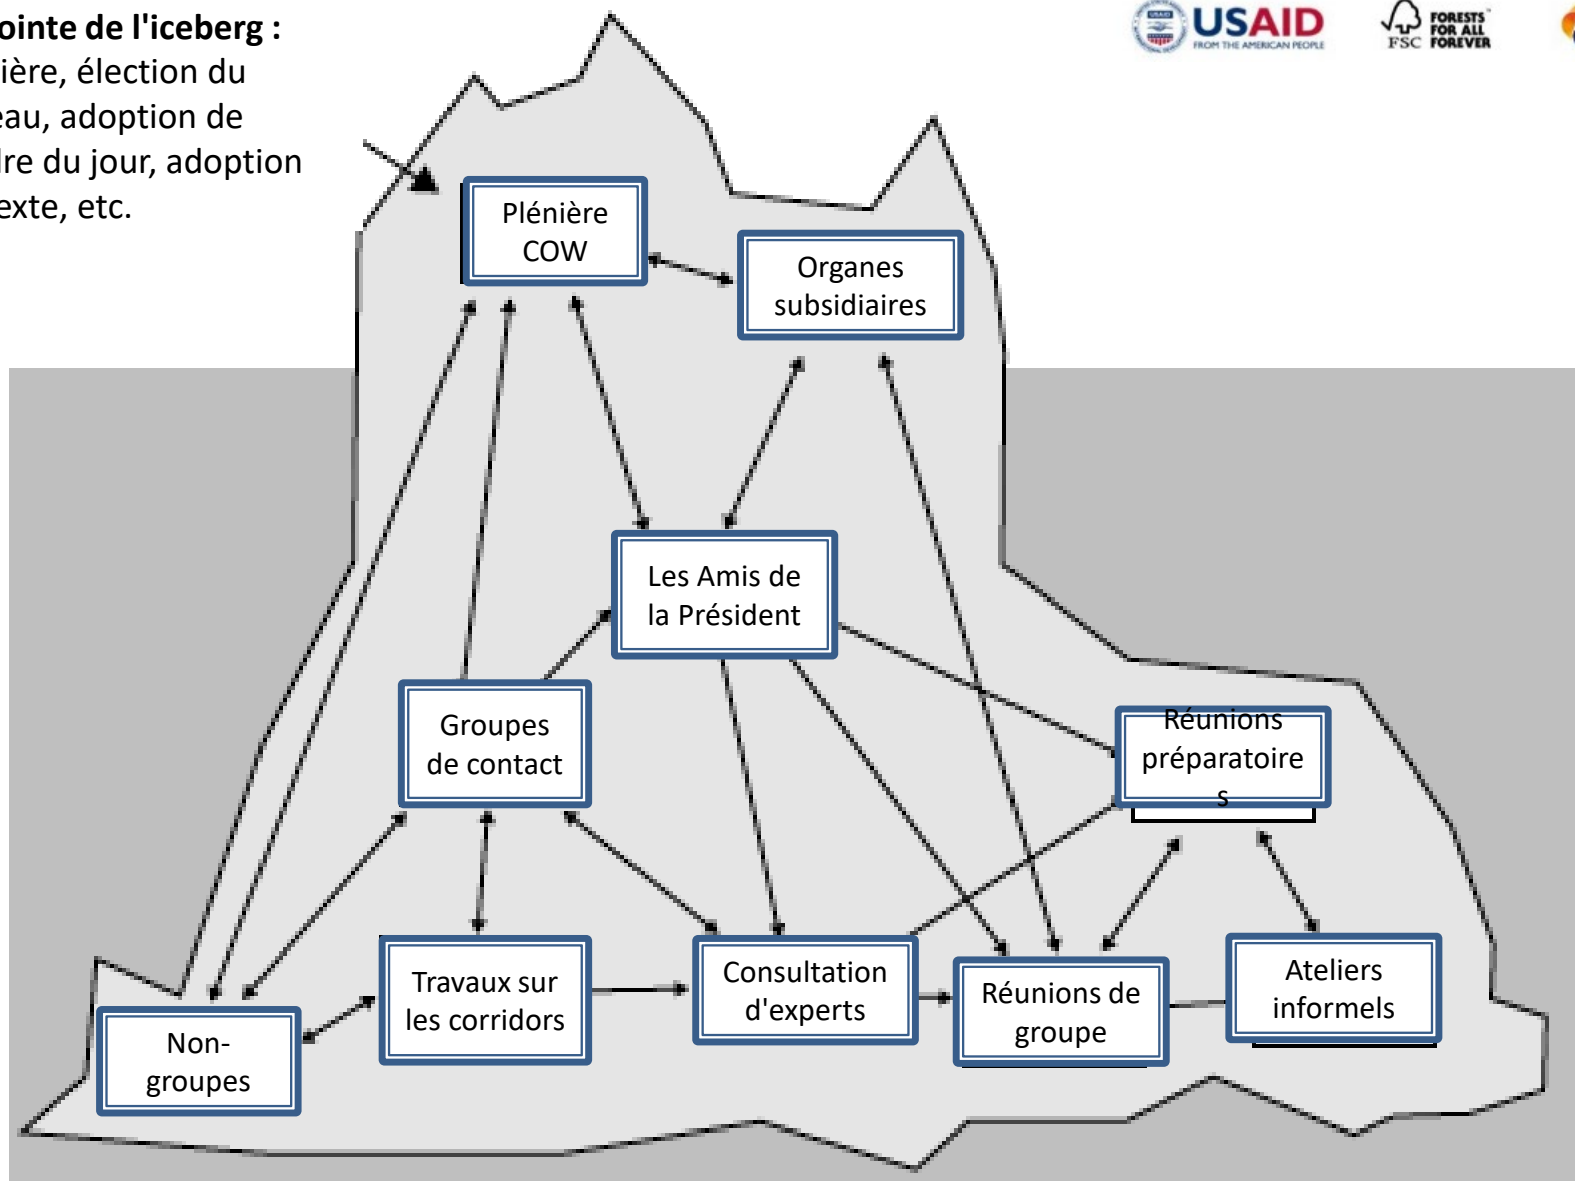 ointe de l'iceberg :
ière, élection du
eau, adoption de
dre du jour, adoption
exte, etc.
USAID
FROM THE AMERICAN PEOPLE
FSC
FORESTS
FOR ALL
FOREVER
Plénière
COW
Organes
subsidiaires
Les Amis de
la Président
Groupes
de contact
Réunions
préparatoire
s
Travaux sur
les corridors
Consultation
d'experts
Réunions de
groupe
Ateliers
informels
Non-
groupes